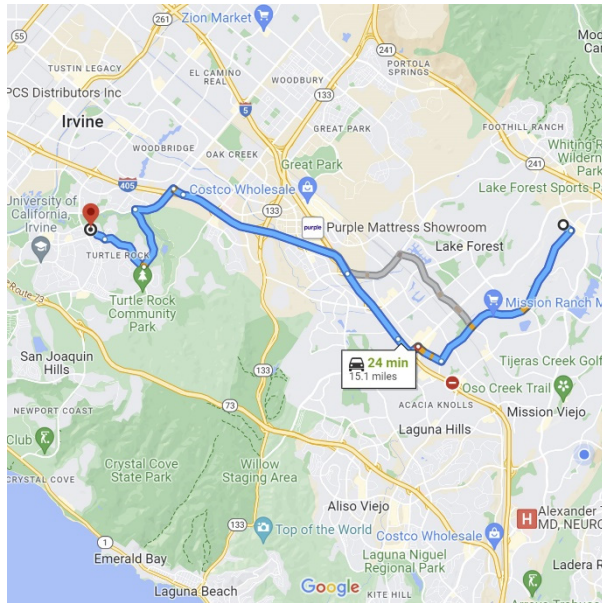 261
Zion Market
241
Mod
Car
TUSTIN LEGACY
EL CAMINO
REAL
WOODBURY
PORTOLA
SPRINGS
PCS Distributors Inc
133
5
Irvine
GREAT PARK
FOOTHILL RANCH
Whiting R
Wilderne
Park
WOODBRIDGE
OAK CREEK
Great Park
241
405
Costco Wholesale
Lake Forest Sports P
University of
California,
Irvine
133
purple
Purple Mattress Showroom
Lake Forest
TURTLE ROCK
Turtle Rock
Community
Park
Mission Ranch M
Route 73
133
24 min
15.1 miles
San Joaquin
Hills
Tijeras Creek Golf
Oso Creek Trail
NEWPORT COAST
73
ACACIA KNOLLS
Mission Viejo
Club
Laguna Hills
Crystal Cove
State Park
Willow
Staging Area
CRYSTAL COVE
Aliso Viejo
H
Alexander T
MD, NEURO
133
Top of the World
Costco Wholesale
1
Emerald Bay
Laguna Niguel
Regional Park
Ladera R
Google
Laguna Beach
KITE HILL